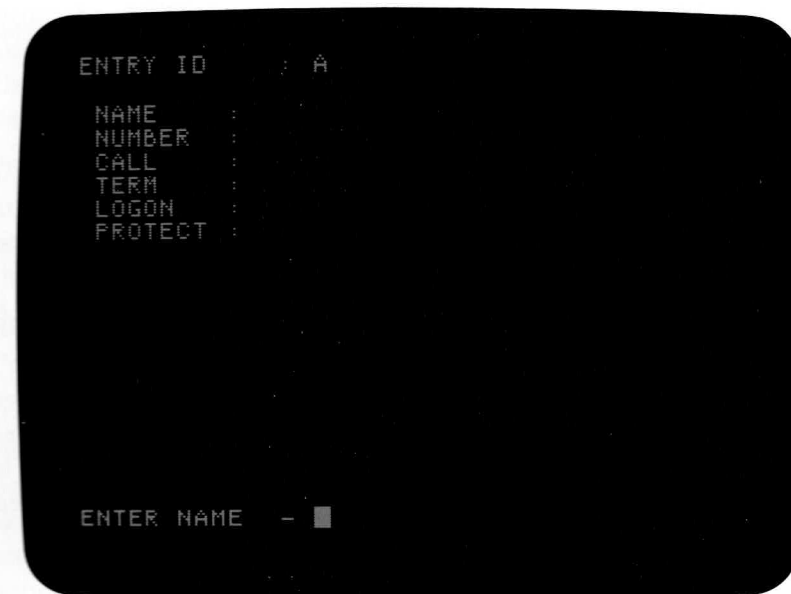 ENTRY ID : A
NAME :
NUMBER :
CALL :
TERM :
LOGON :
PROTECT :
ENTER NAME -